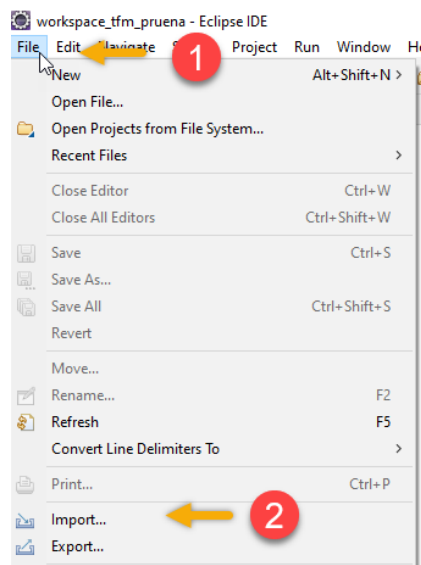 workspace_tfm_pruena - Eclipse IDE
File Edit Navigate Project Run Window
1
New Alt+Shift+N >
Open File...
Open Projects from File System...
Recent Files >
Close Editor Ctrl+W
Close All Editors Ctrl+Shift+W
Save Ctrl+S
Save As...
Save All Ctrl+Shift+S
Revert
Move...
Rename... F2
Refresh F5
Convert Line Delimiters To >
Print... Ctrl+P
Import... 2
Export...